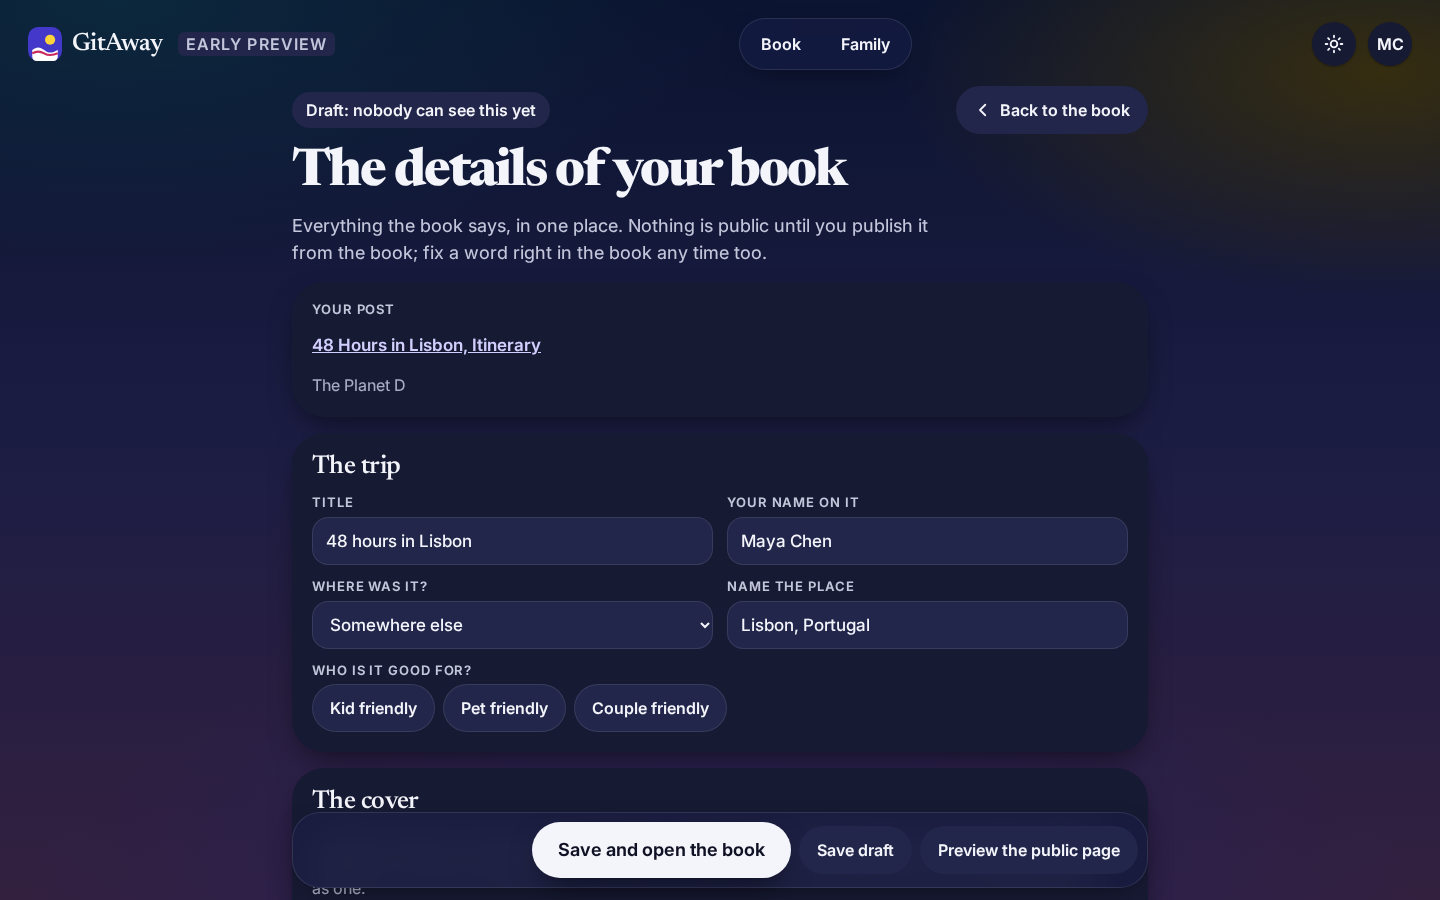 GitAway EARLY PREVIEW
Book Family
MC
Draft: nobody can see this yet
Back to the book
The details of your book
Everything the book says, in one place. Nothing is public until you publish it
from the book; fix a word right in the book any time too.
YOUR POST
48 Hours in Lisbon, Itinerary
The Planet D
The trip
TITLE
48 hours in Lisbon
YOUR NAME ON IT
Maya Chen
WHERE WAS IT?
Somewhere else
NAME THE PLACE
Lisbon, Portugal
WHO IS IT GOOD FOR?
Kid friendly Pet friendly Couple friendly
The cover
Save and open the book Save draft Preview the public page
as one.